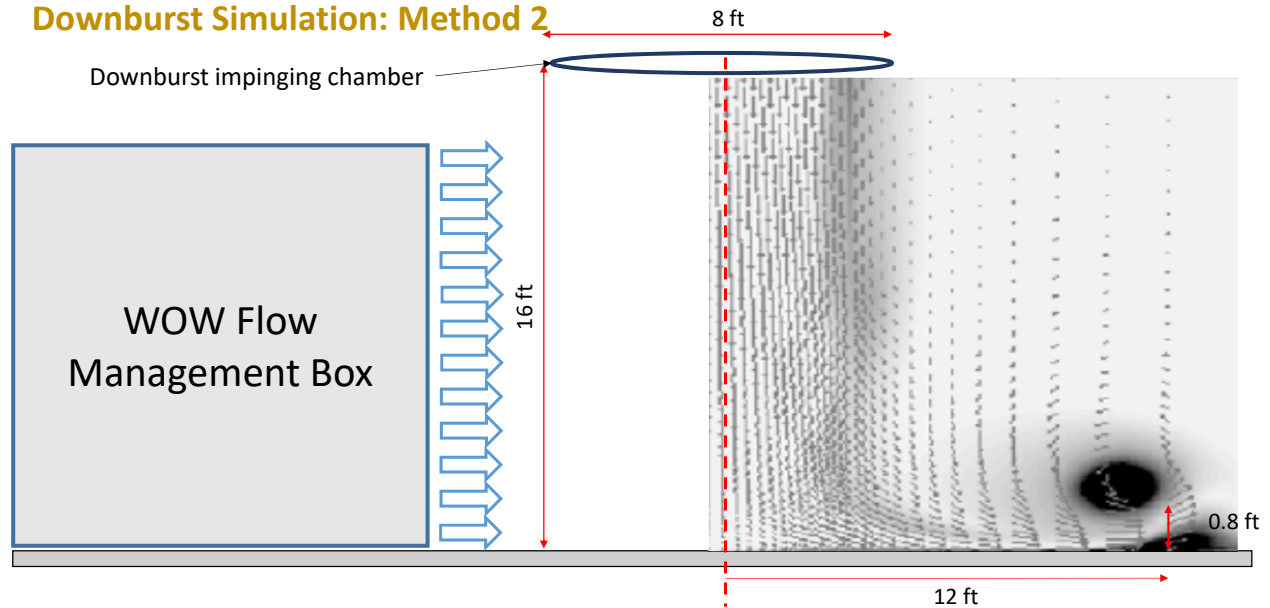 Downburst Simulation: Method 2
8 ft
Downburst impinging chamber
16 ft
WOW Flow
Management Box
0.8 ft
12 ft